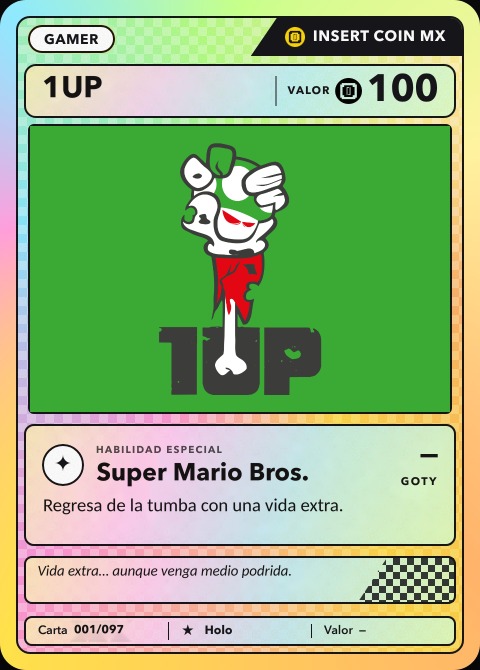 GAMER
INSERT COIN MX
1UP
VALOR 100
1UP
HABILIDAD ESPECIAL
Super Mario Bros.
–
GOTY
Regresa de la tumba con una vida extra.
Vida extra... aunque venga medio podrida.
Carta 001/097 ★ Holo Valor –